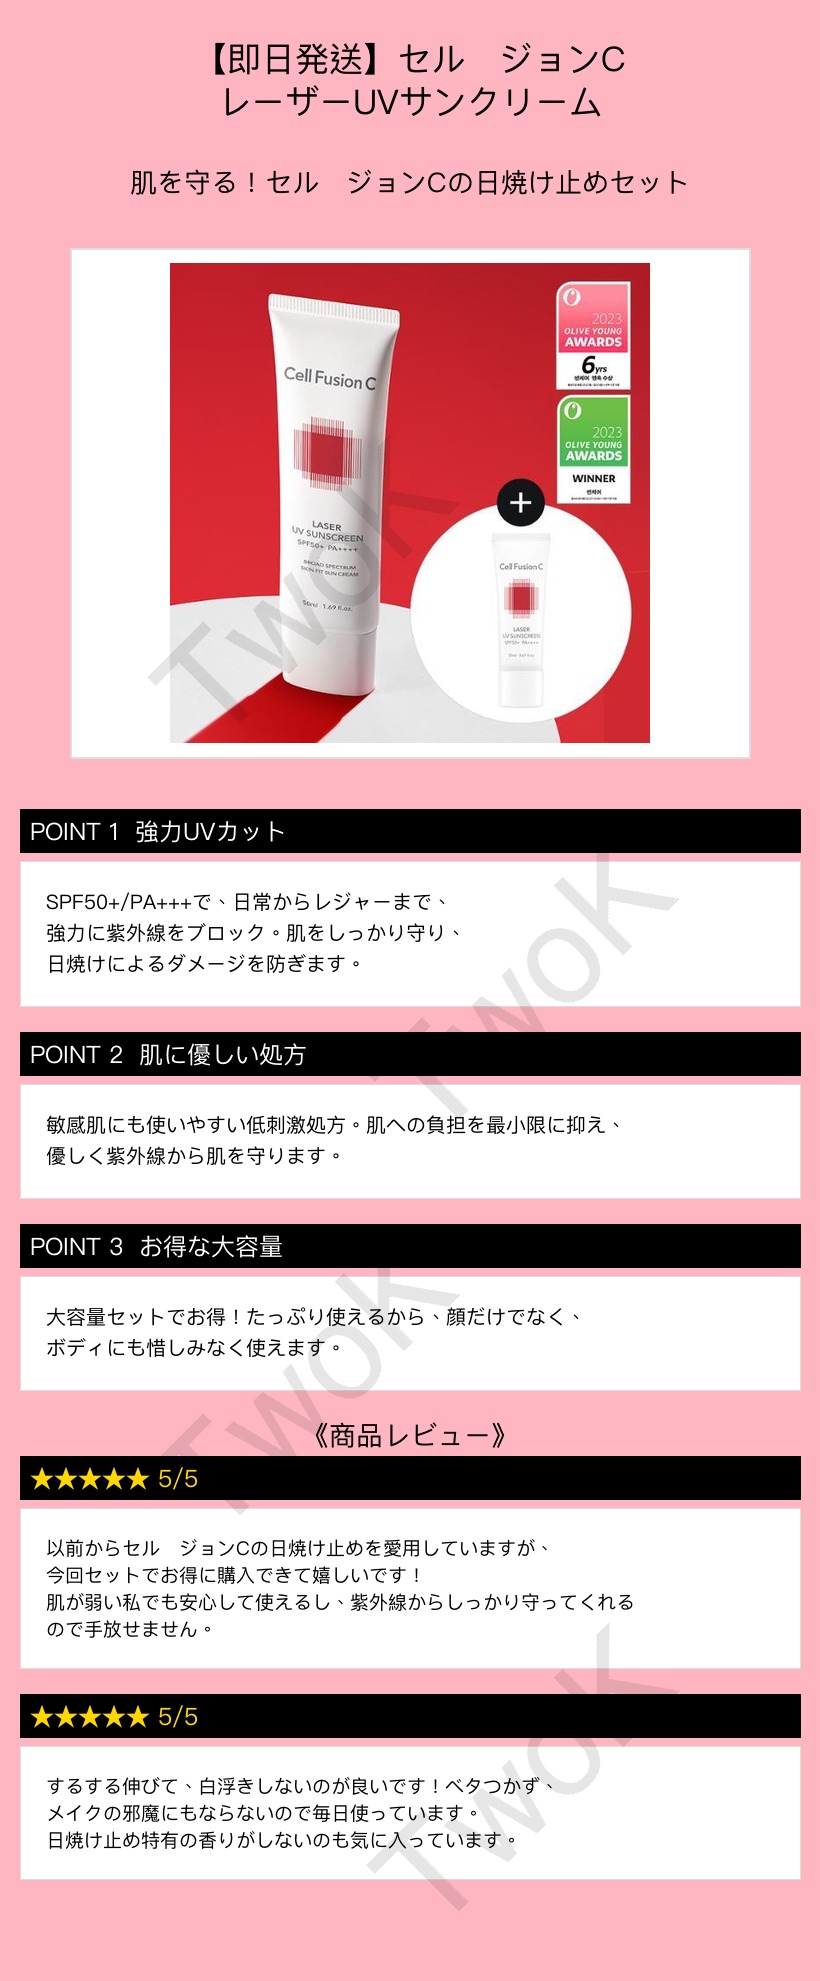 【即日発送】セル　ジョンC
レーザーUVサンクリーム
肌を守る！セル　ジョンCの日焼け止めセット
Cell Fusion C
LASER
UV SUNSCREEN
SPF50+ PA++++
BROAD SPECTRUM
SKIN FIT SUN CREAM
50ml 1.69 fl.oz.
2023
OLIVE YOUNG
AWARDS
6yrs
썬케어 연속 수상
2023
OLIVE YOUNG
AWARDS
WINNER
썬케어
+
Cell Fusion C
LASER
UV SUNSCREEN
SPF50+ PA++++
TwoK
POINT 1 強力UVカット
SPF50+/PA+++で、日常からレジャーまで、
強力に紫外線をブロック。肌をしっかり守り、
日焼けによるダメージを防ぎます。
TwoK
POINT 2 肌に優しい処方
敏感肌にも使いやすい低刺激処方。肌への負担を最小限に抑え、
優しく紫外線から肌を守ります。
POINT 3 お得な大容量
大容量セットでお得！たっぷり使えるから、顔だけでなく、
ボディにも惜しみなく使えます。
TwoK
《商品レビュー》
★★★★★ 5/5
以前からセル　ジョンCの日焼け止めを愛用していますが、
今回セットでお得に購入できて嬉しいです！
肌が弱い私でも安心して使えるし、紫外線からしっかり守ってくれる
ので手放せません。
★★★★★ 5/5
するする伸びて、白浮きしないのが良いです！ベタつかず、
メイクの邪魔にもならないので毎日使っています。
日焼け止め特有の香りがしないのも気に入っています。
TwoK